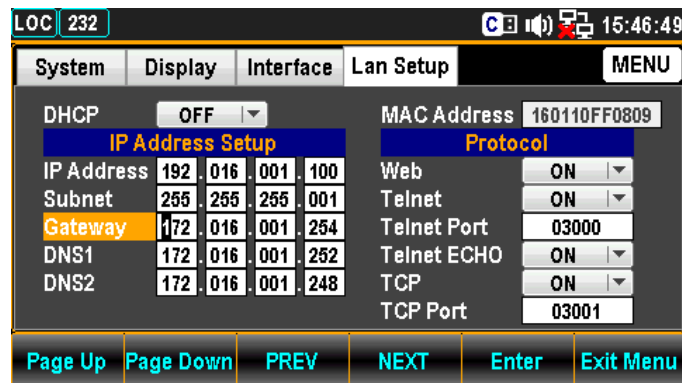 LOC 232 C 15:46:49
System Display Interface Lan Setup MENU
DHCP OFF MAC Address 160110FF0809
IP Address Setup Protocol
IP Address 192 . 016 . 001 . 100 Web ON
Subnet 255 . 255 . 255 . 001 Telnet ON
Gateway 172 . 016 . 001 . 254 Telnet Port 03000
DNS1 172 . 016 . 001 . 252 Telnet ECHO ON
DNS2 172 . 016 . 001 . 248 TCP ON
TCP Port 03001
Page Up Page Down PREV NEXT Enter Exit Menu